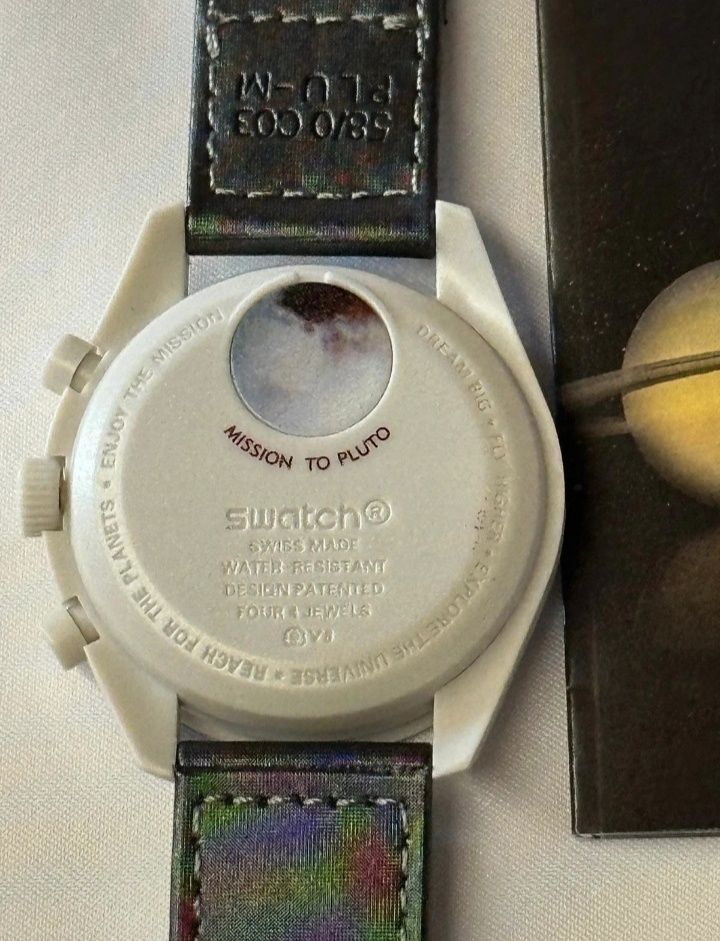 58/0 C03
PLU-M
ENJOY THE MISSION
DREAM BIG • FLY HIGHER • EXPLORE THE UNIVERSE • REACH FOR THE PLANETS •
MISSION TO PLUTO
swatch®
SWISS MADE
WATER-RESISTANT
DESIGN PATENTED
FOUR 4 JEWELS